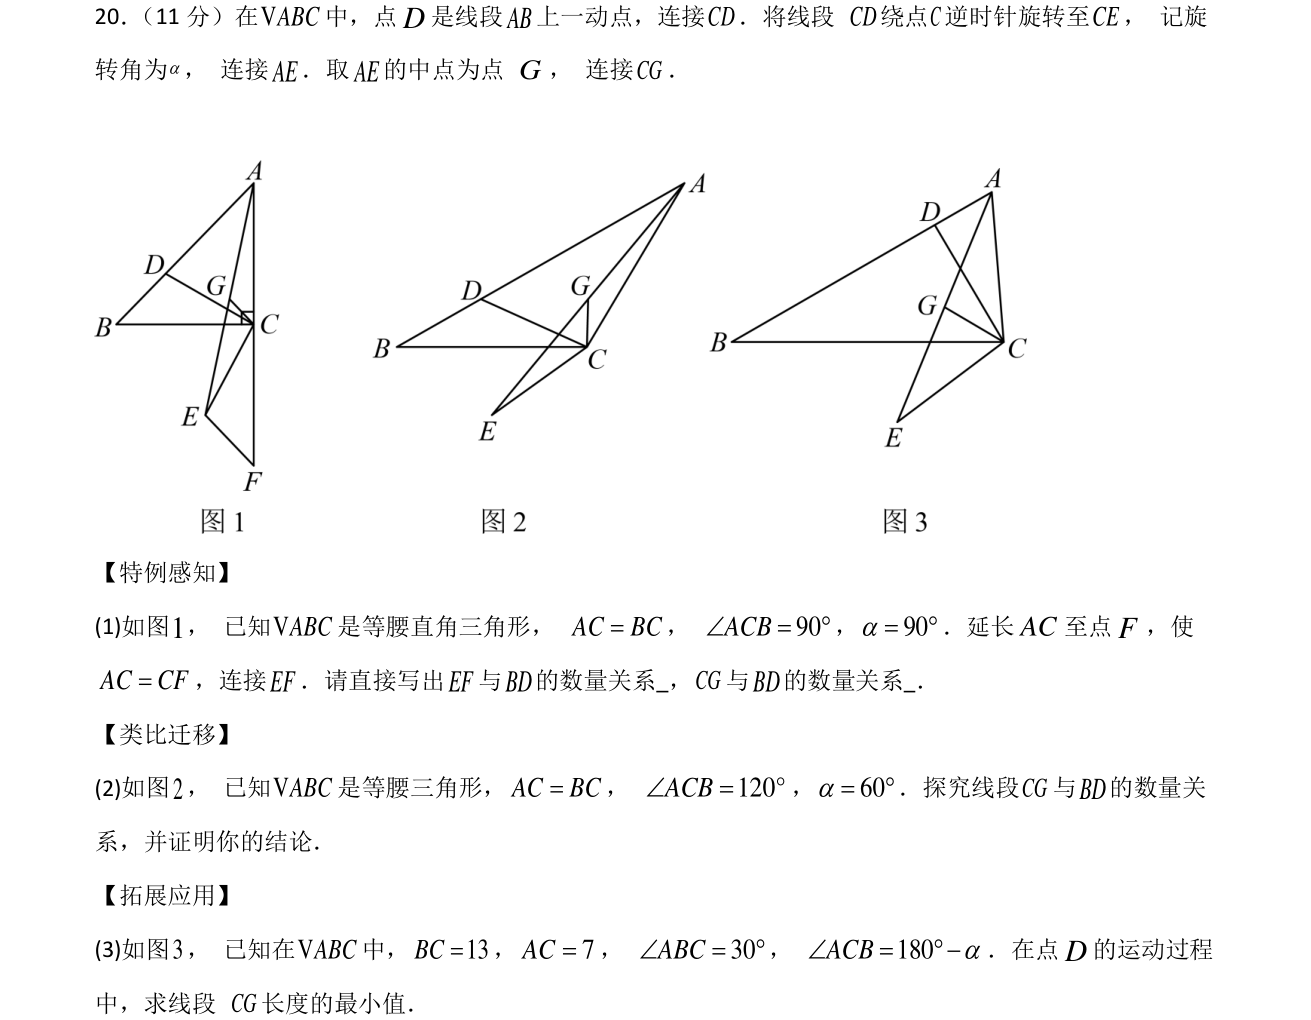 20.（11 分）在VABC 中，点 D 是线段AB上一动点，连接CD．将线段 CD绕点C逆时针旋转至CE， 记旋
转角为α， 连接AE．取AE的中点为点 G， 连接CG．
A
D
G
B
C
E
F
图 1
A
D
G
B
C
E
图 2
A
D
G
B
C
E
图 3
【特例感知】
(1)如图1， 已知VABC 是等腰直角三角形， AC = BC， ∠ACB = 90°，α = 90°．延长 AC 至点 F ，使
AC = CF，连接EF．请直接写出EF与BD的数量关系_，CG与BD的数量关系_．
【类比迁移】
(2)如图2， 已知VABC 是等腰三角形，AC = BC， ∠ACB = 120°，α = 60°．探究线段CG与BD的数量关
系，并证明你的结论．
【拓展应用】
(3)如图3， 已知在VABC 中，BC =13，AC = 7， ∠ABC = 30°， ∠ACB = 180° − α ．在点 D 的运动过程
中，求线段 CG长度的最小值．